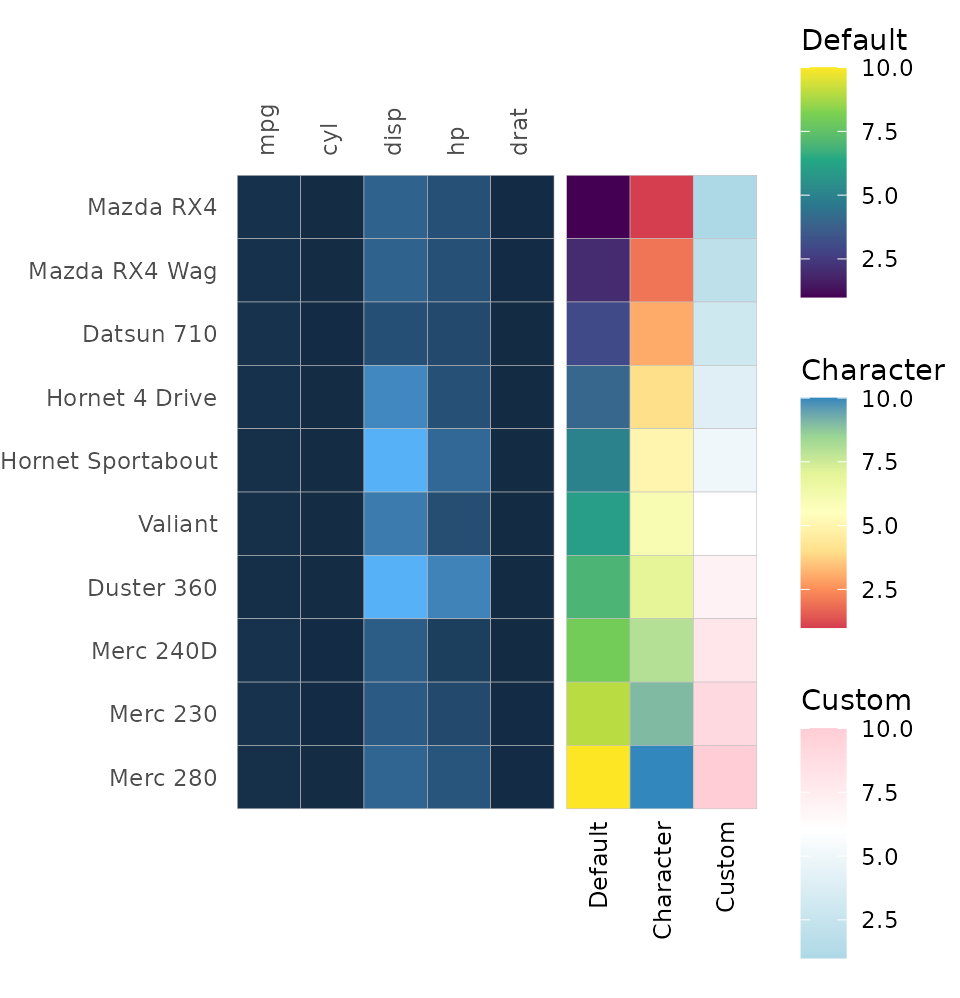 mpg
cyl
disp
hp
drat
Mazda RX4
Mazda RX4 Wag
Datsun 710
Hornet 4 Drive
Hornet Sportabout
Valiant
Duster 360
Merc 240D
Merc 230
Merc 280
Default
Character
Custom
Default
10.0
7.5
5.0
2.5
Character
10.0
7.5
5.0
2.5
Custom
10.0
7.5
5.0
2.5